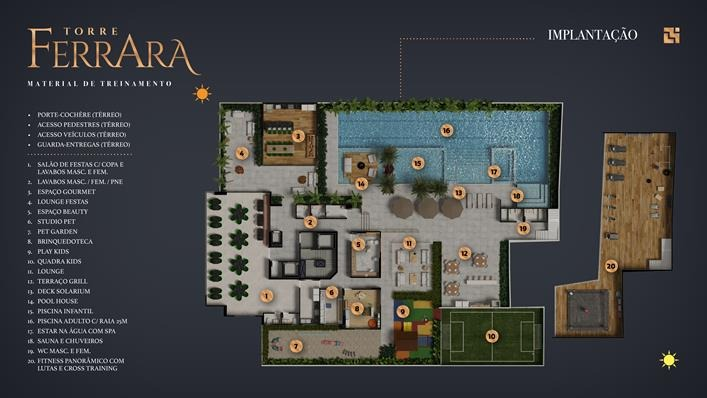 TORRE
FERRARA
MATERIAL DE TREINAMENTO
IMPLANTAÇÃO
• PORTE-COCHÈRE (TÉRREO)
• ACESSO PEDESTRES (TÉRREO)
• ACESSO VEÍCULOS (TÉRREO)
• GUARDA-ENTREGAS (TÉRREO)
1. SALÃO DE FESTAS C/ COPA E
LAVABOS MASC. E FEM.
2. LAVABOS MASC. / FEM. / PNE
3. ESPAÇO GOURMET
4. LOUNGE FESTAS
5. ESPAÇO BEAUTY
6. STUDIO PET
7. PET GARDEN
8. BRINQUEDOTECA
9. PLAY KIDS
10. QUADRA KIDS
11. LOUNGE
12. TERRAÇO GRILL
13. DECK SOLARIUM
14. POOL HOUSE
15. PISCINA INFANTIL
16. PISCINA ADULTO C/ RAIA 25M
17. ESTAR NA ÁGUA COM SPA
18. SAUNA E CHUVEIROS
19. WC MASC. E FEM.
20. FITNESS PANORÂMICO COM
LUTAS E CROSS TRAINING
3
16
4
15
17
14
13
18
2
19
5
11
12
20
1
6
8
9
10
7